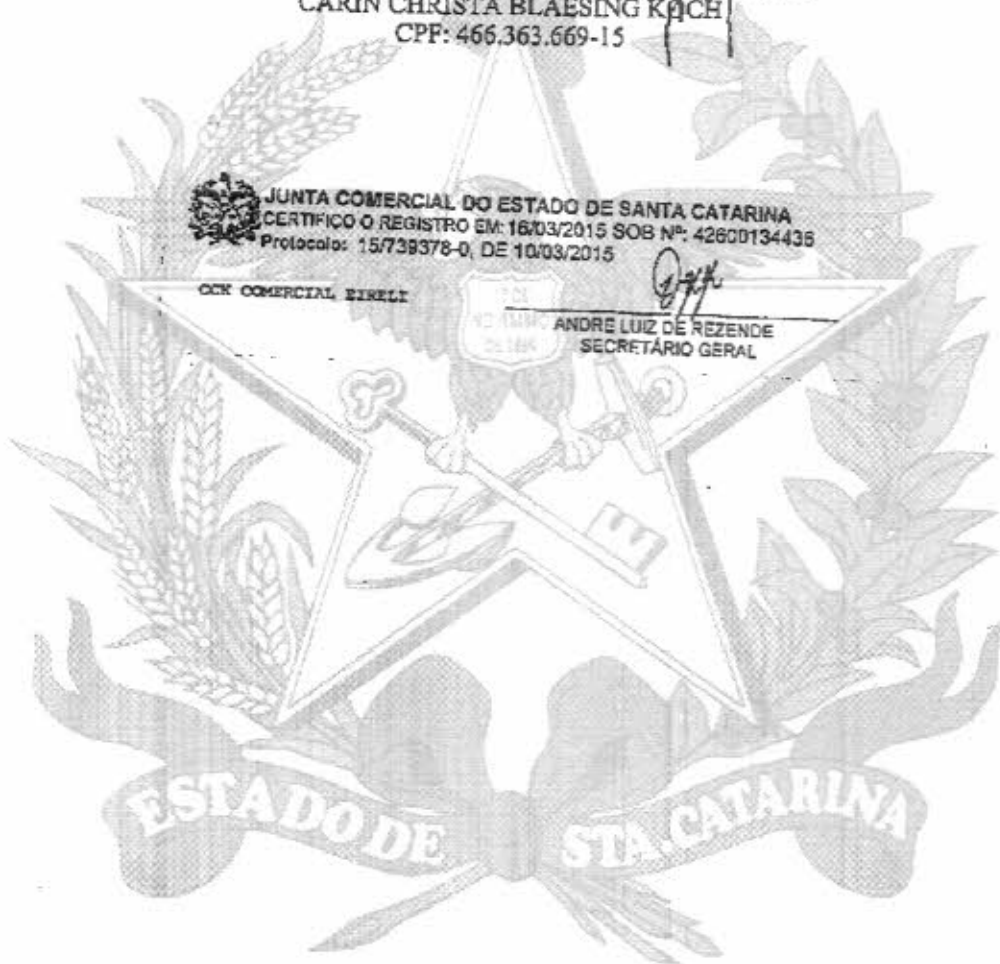 CARIN CHRISTA BLAESING KOCH
CPF: 466.363.669-15
JUNTA COMERCIAL DO ESTADO DE SANTA CATARINA
CERTIFICO O REGISTRO EM: 16/03/2015 SOB Nº: 42600134436
Protocolo: 15/739378-0, DE 10/03/2015
CCK COMERCIAL EIRELI
ANDRE LUIZ DE REZENDE
SECRETÁRIO GERAL
ESTADO DE STA. CATARINA